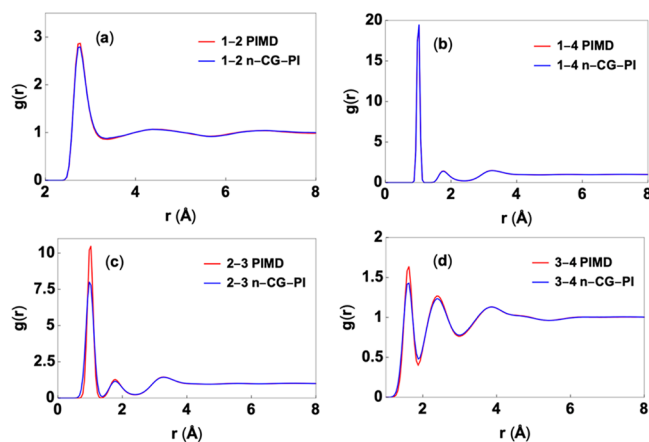 (a)
1–2 PIMD
1–2 n–CG–PI
g(r)
3
2
1
0
2
4
6
8
r (Å)
(b)
1–4 PIMD
1–4 n–CG–PI
g(r)
20
15
10
5
0
0
2
4
6
8
r (Å)
(c)
2–3 PIMD
2–3 n–CG–PI
g(r)
10
7.5
5
2.5
0
0
2
4
6
8
r (Å)
(d)
3–4 PIMD
3–4 n–CG–PI
g(r)
2
1.5
1
0.5
0
2
4
6
8
r (Å)